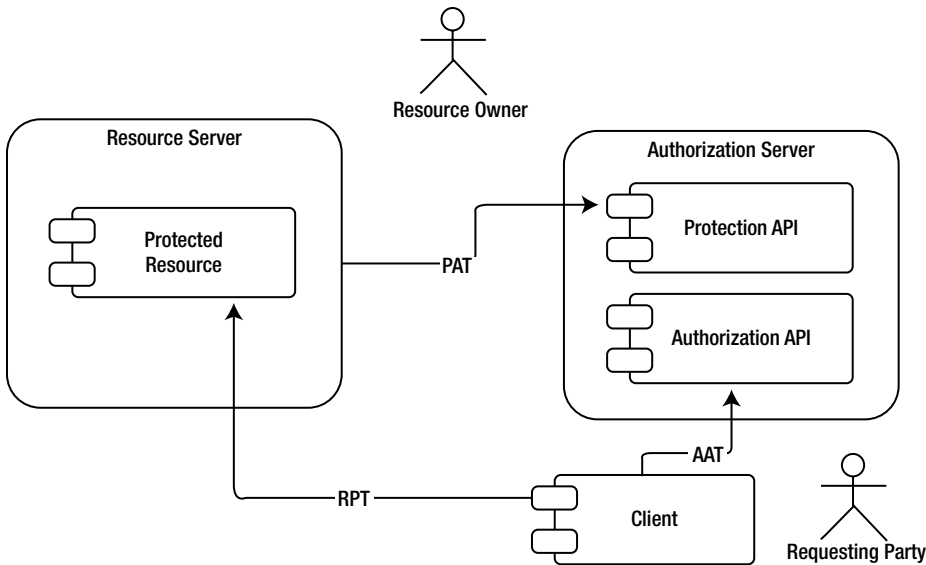 Resource Owner
Resource Server
Authorization Server
Protected
Resource
Protection API
PAT
Authorization API
AAT
RPT
Client
Requesting Party